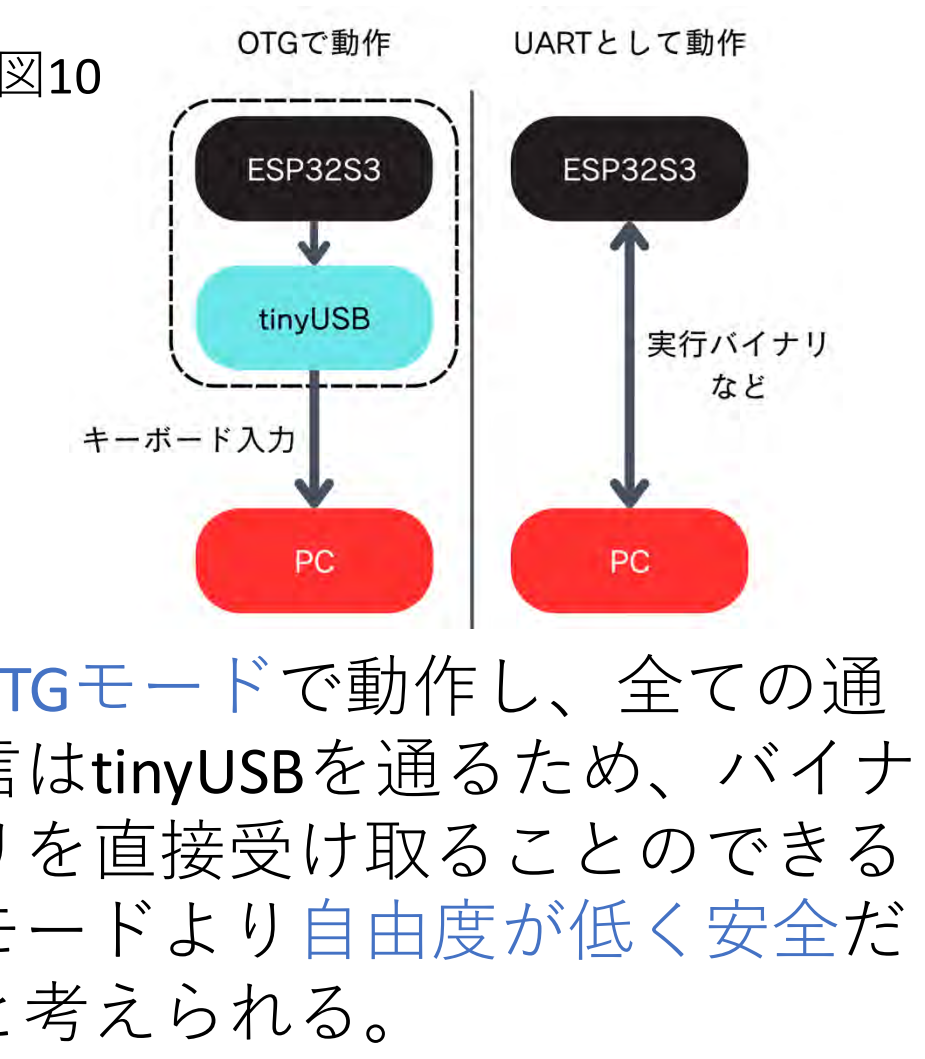 図10
OTGで動作
UARTとして動作
ESP32S3
tinyUSB
キーボード入力
PC
ESP32S3
実行バイナリ
など
PC
TGモードで動作し、全ての通
言はtinyUSBを通るため、バイナ
リを直接受け取ることのできる
モードより自由度が低く安全だ
と考えられる。